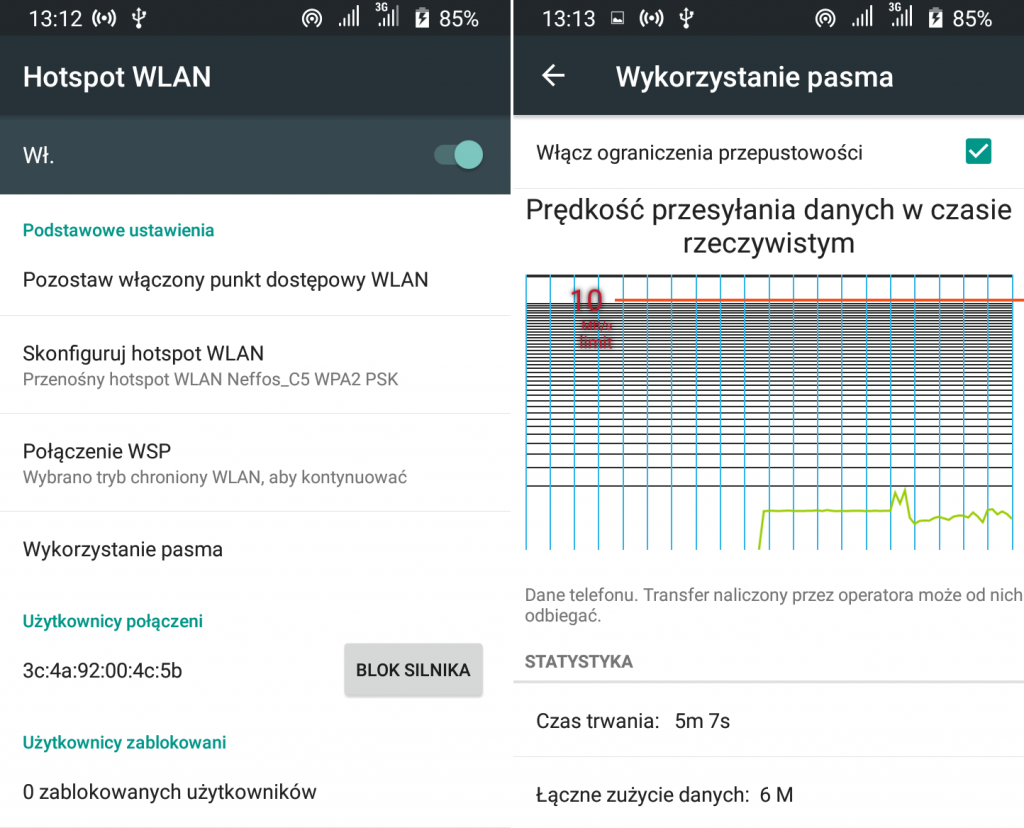 13:12
3G
85%
Hotspot WLAN
Wł.
Podstawowe ustawienia
Pozostaw włączony punkt dostępowy WLAN
Skonfiguruj hotspot WLAN
Przenośny hotspot WLAN Neffos_C5 WPA2 PSK
Połączenie WSP
Wybrano tryb chroniony WLAN, aby kontynuować
Wykorzystanie pasma
Użytkownicy połączeni
3c:4a:92:00:4c:5b
BLOK SILNIKA
Użytkownicy zablokowani
0 zablokowanych użytkowników
13:13
3G
85%
Wykorzystanie pasma
Włącz ograniczenia przepustowości
Prędkość przesyłania danych w czasie
rzeczywistym
10
limit
Dane telefonu. Transfer naliczony przez operatora może od nich
odbiegać.
STATYSTYKA
Czas trwania: 5m 7s
Łączne zużycie danych: 6 M